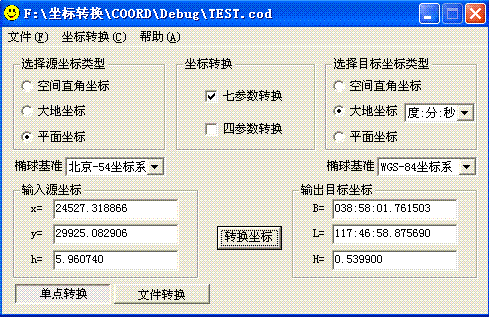 F:\坐标转换\COORD\Debug\TEST.cod
文件(F) 坐标转换(C) 帮助(A)
选择源坐标类型 坐标转换 选择目标坐标类型
空间直角坐标 七参数转换 空间直角坐标
大地坐标 大地坐标 度:分:秒
平面坐标 四参数转换 平面坐标
椭球基准 北京-54坐标系 椭球基准 WGS-84坐标系
输入源坐标 输出目标坐标
x= 24527.318866 B= 038:58:01.761503
y= 29925.082906 转换坐标 L= 117:46:58.875690
h= 5.960740 H= 0.539900
单点转换 文件转换